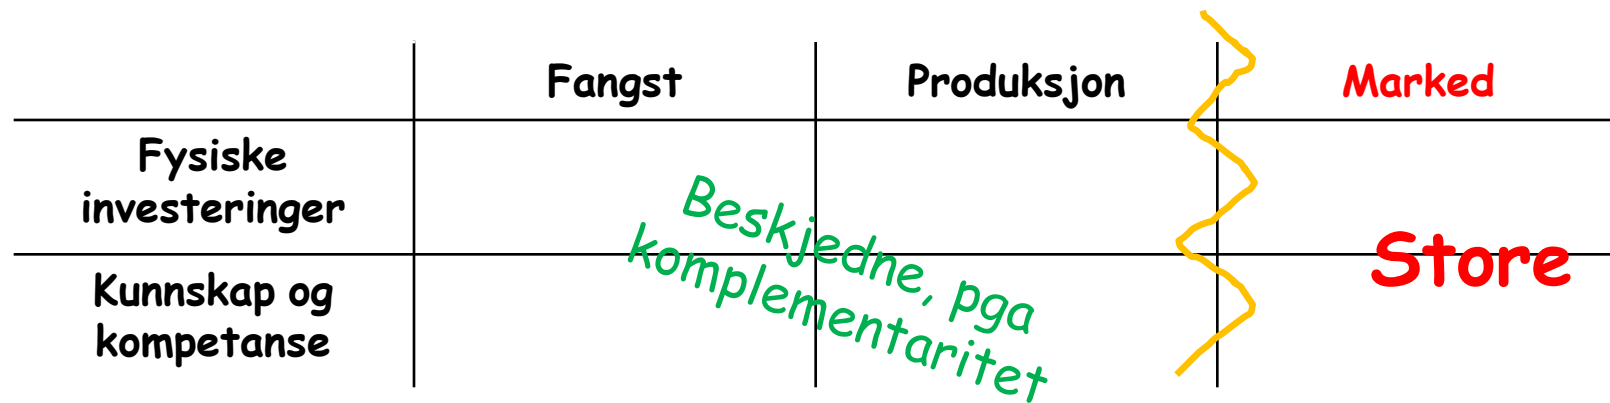 Fangst
Produksjon
Marked
Fysiske
investeringer
Beskjedne, pga
komplementaritet
Store
Kunnskap og
kompetanse